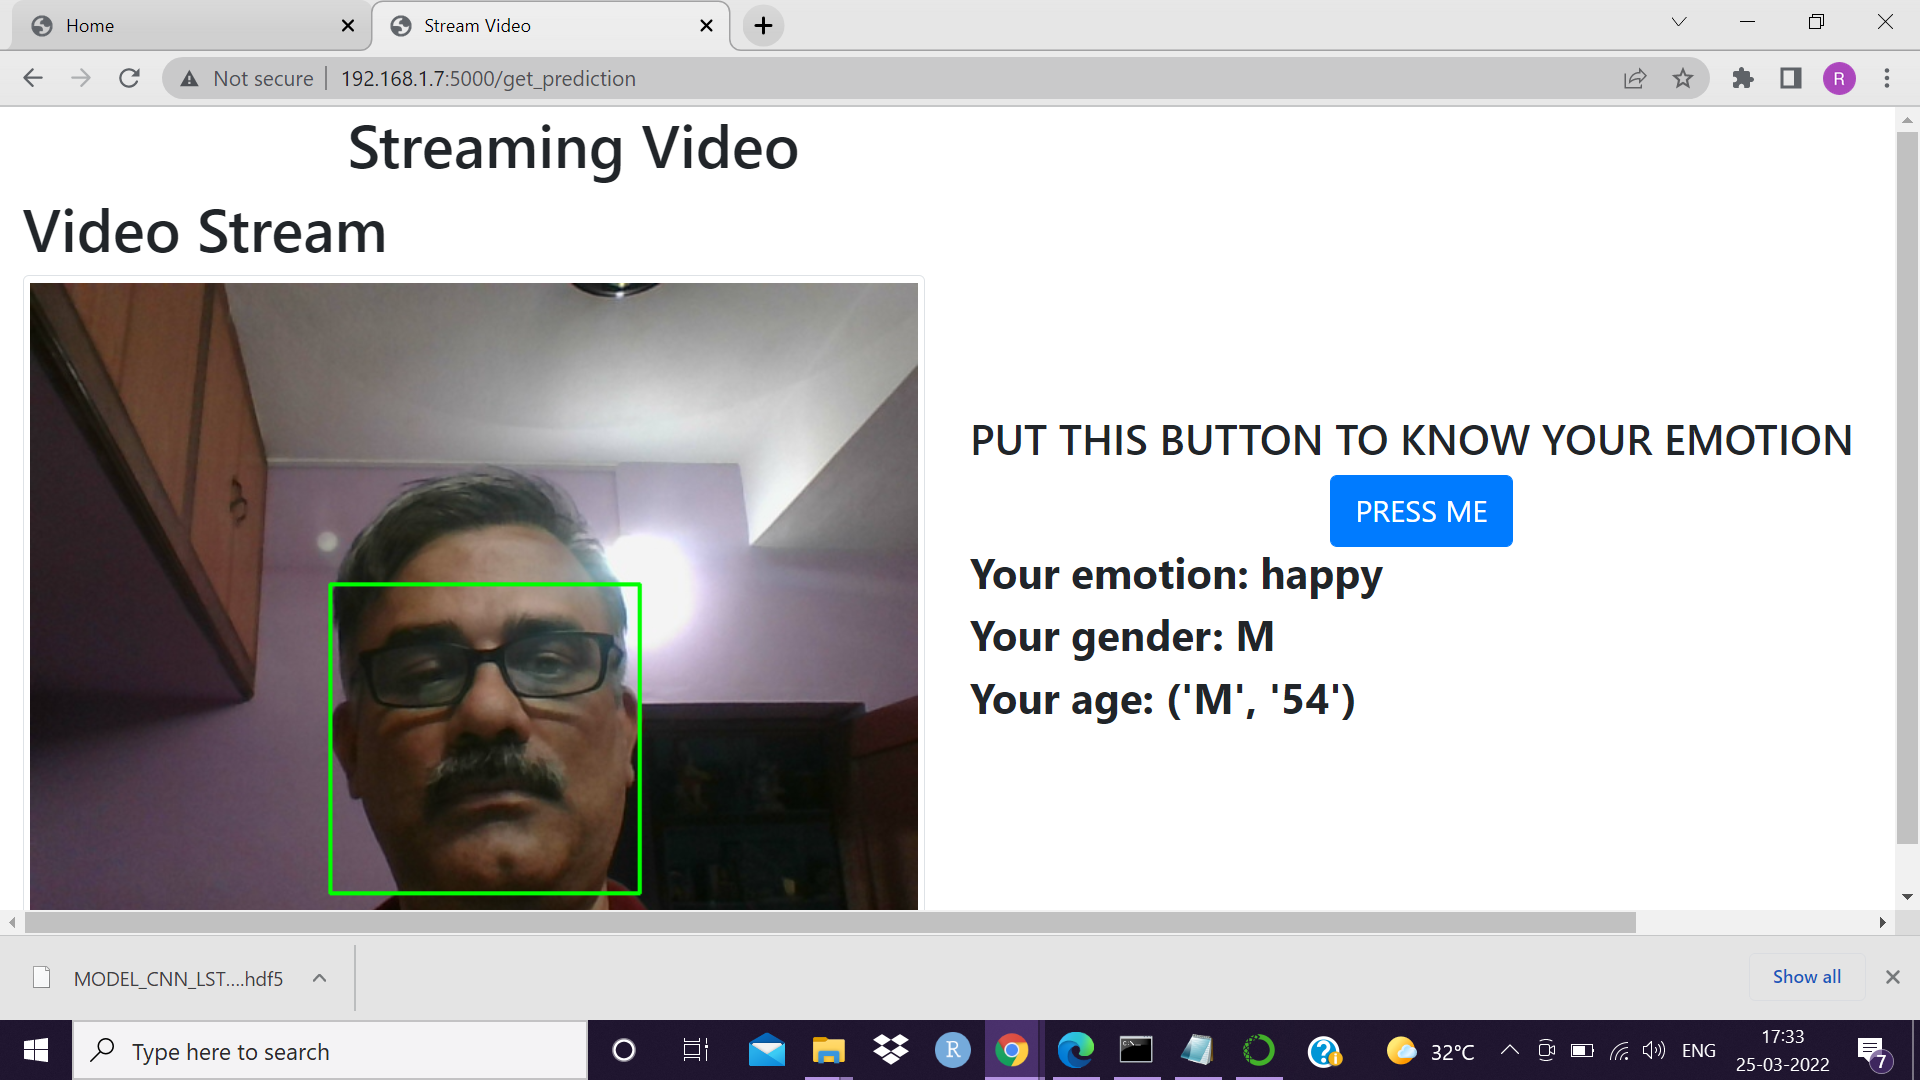 Home
Stream Video
Not secure
192.168.1.7:5000/get_prediction
R
Streaming Video
Video Stream
PUT THIS BUTTON TO KNOW YOUR EMOTION
PRESS ME
Your emotion: happy
Your gender: M
Your age: ('M', '54')
MODEL_CNN_LST....hdf5
Show all
Type here to search
R
32°C
ENG
17:33
25-03-2022
7